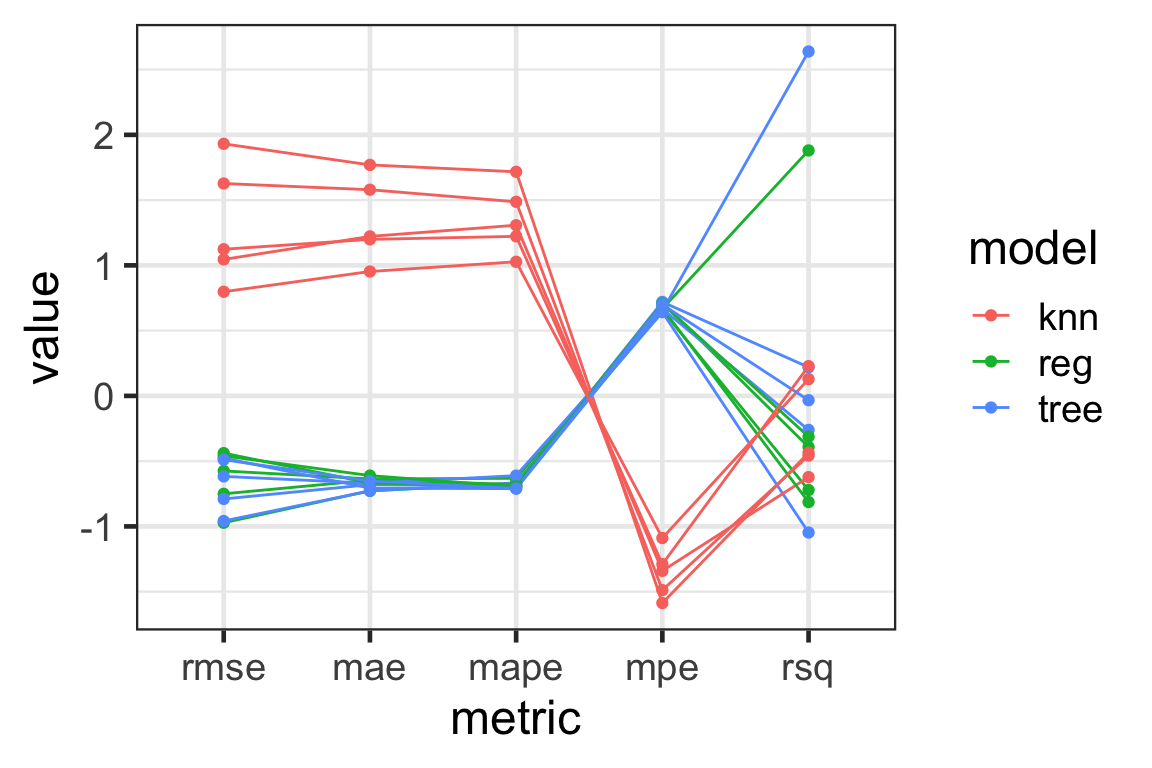 value
2
1
0
-1
rmse mae mape mpe rsq
metric
model
knn
reg
tree